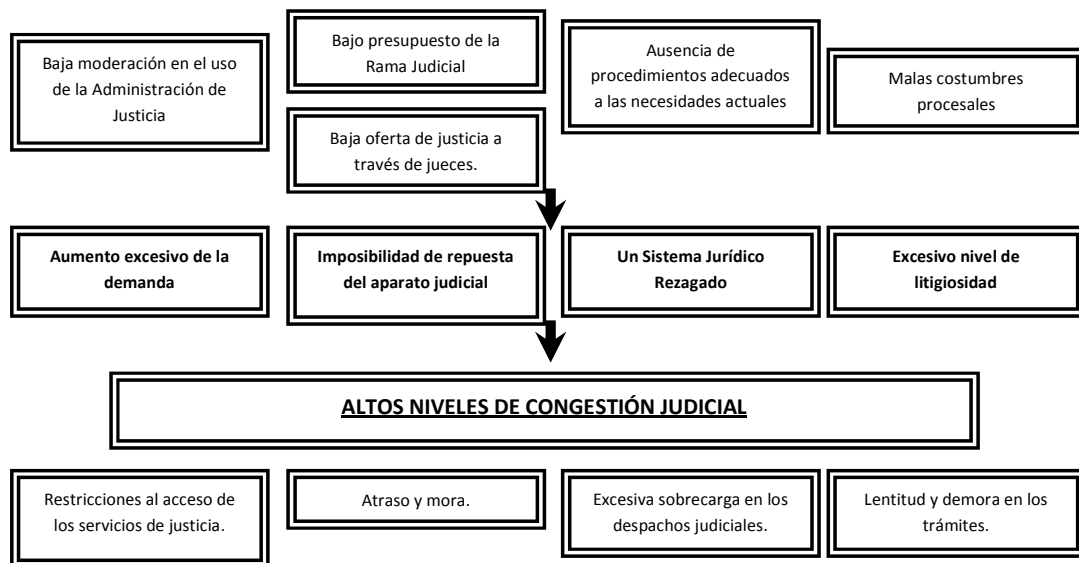 Baja moderación en el uso
de la Administración de
Justicia
Bajo presupuesto de la
Rama Judicial
Baja oferta de justicia a
través de jueces.
Ausencia de
procedimientos adecuados
a las necesidades actuales
Malas costumbres
procesales
Aumento excesivo de la
demanda
Imposibilidad de repuesta
del aparato judicial
Un Sistema Jurídico
Rezagado
Excesivo nivel de
litigiosidad
ALTOS NIVELES DE CONGESTIÓN JUDICIAL
Restricciones al acceso de
los servicios de justicia.
Atraso y mora.
Excesiva sobrecarga en los
despachos judiciales.
Lentitud y demora en los
trámites.